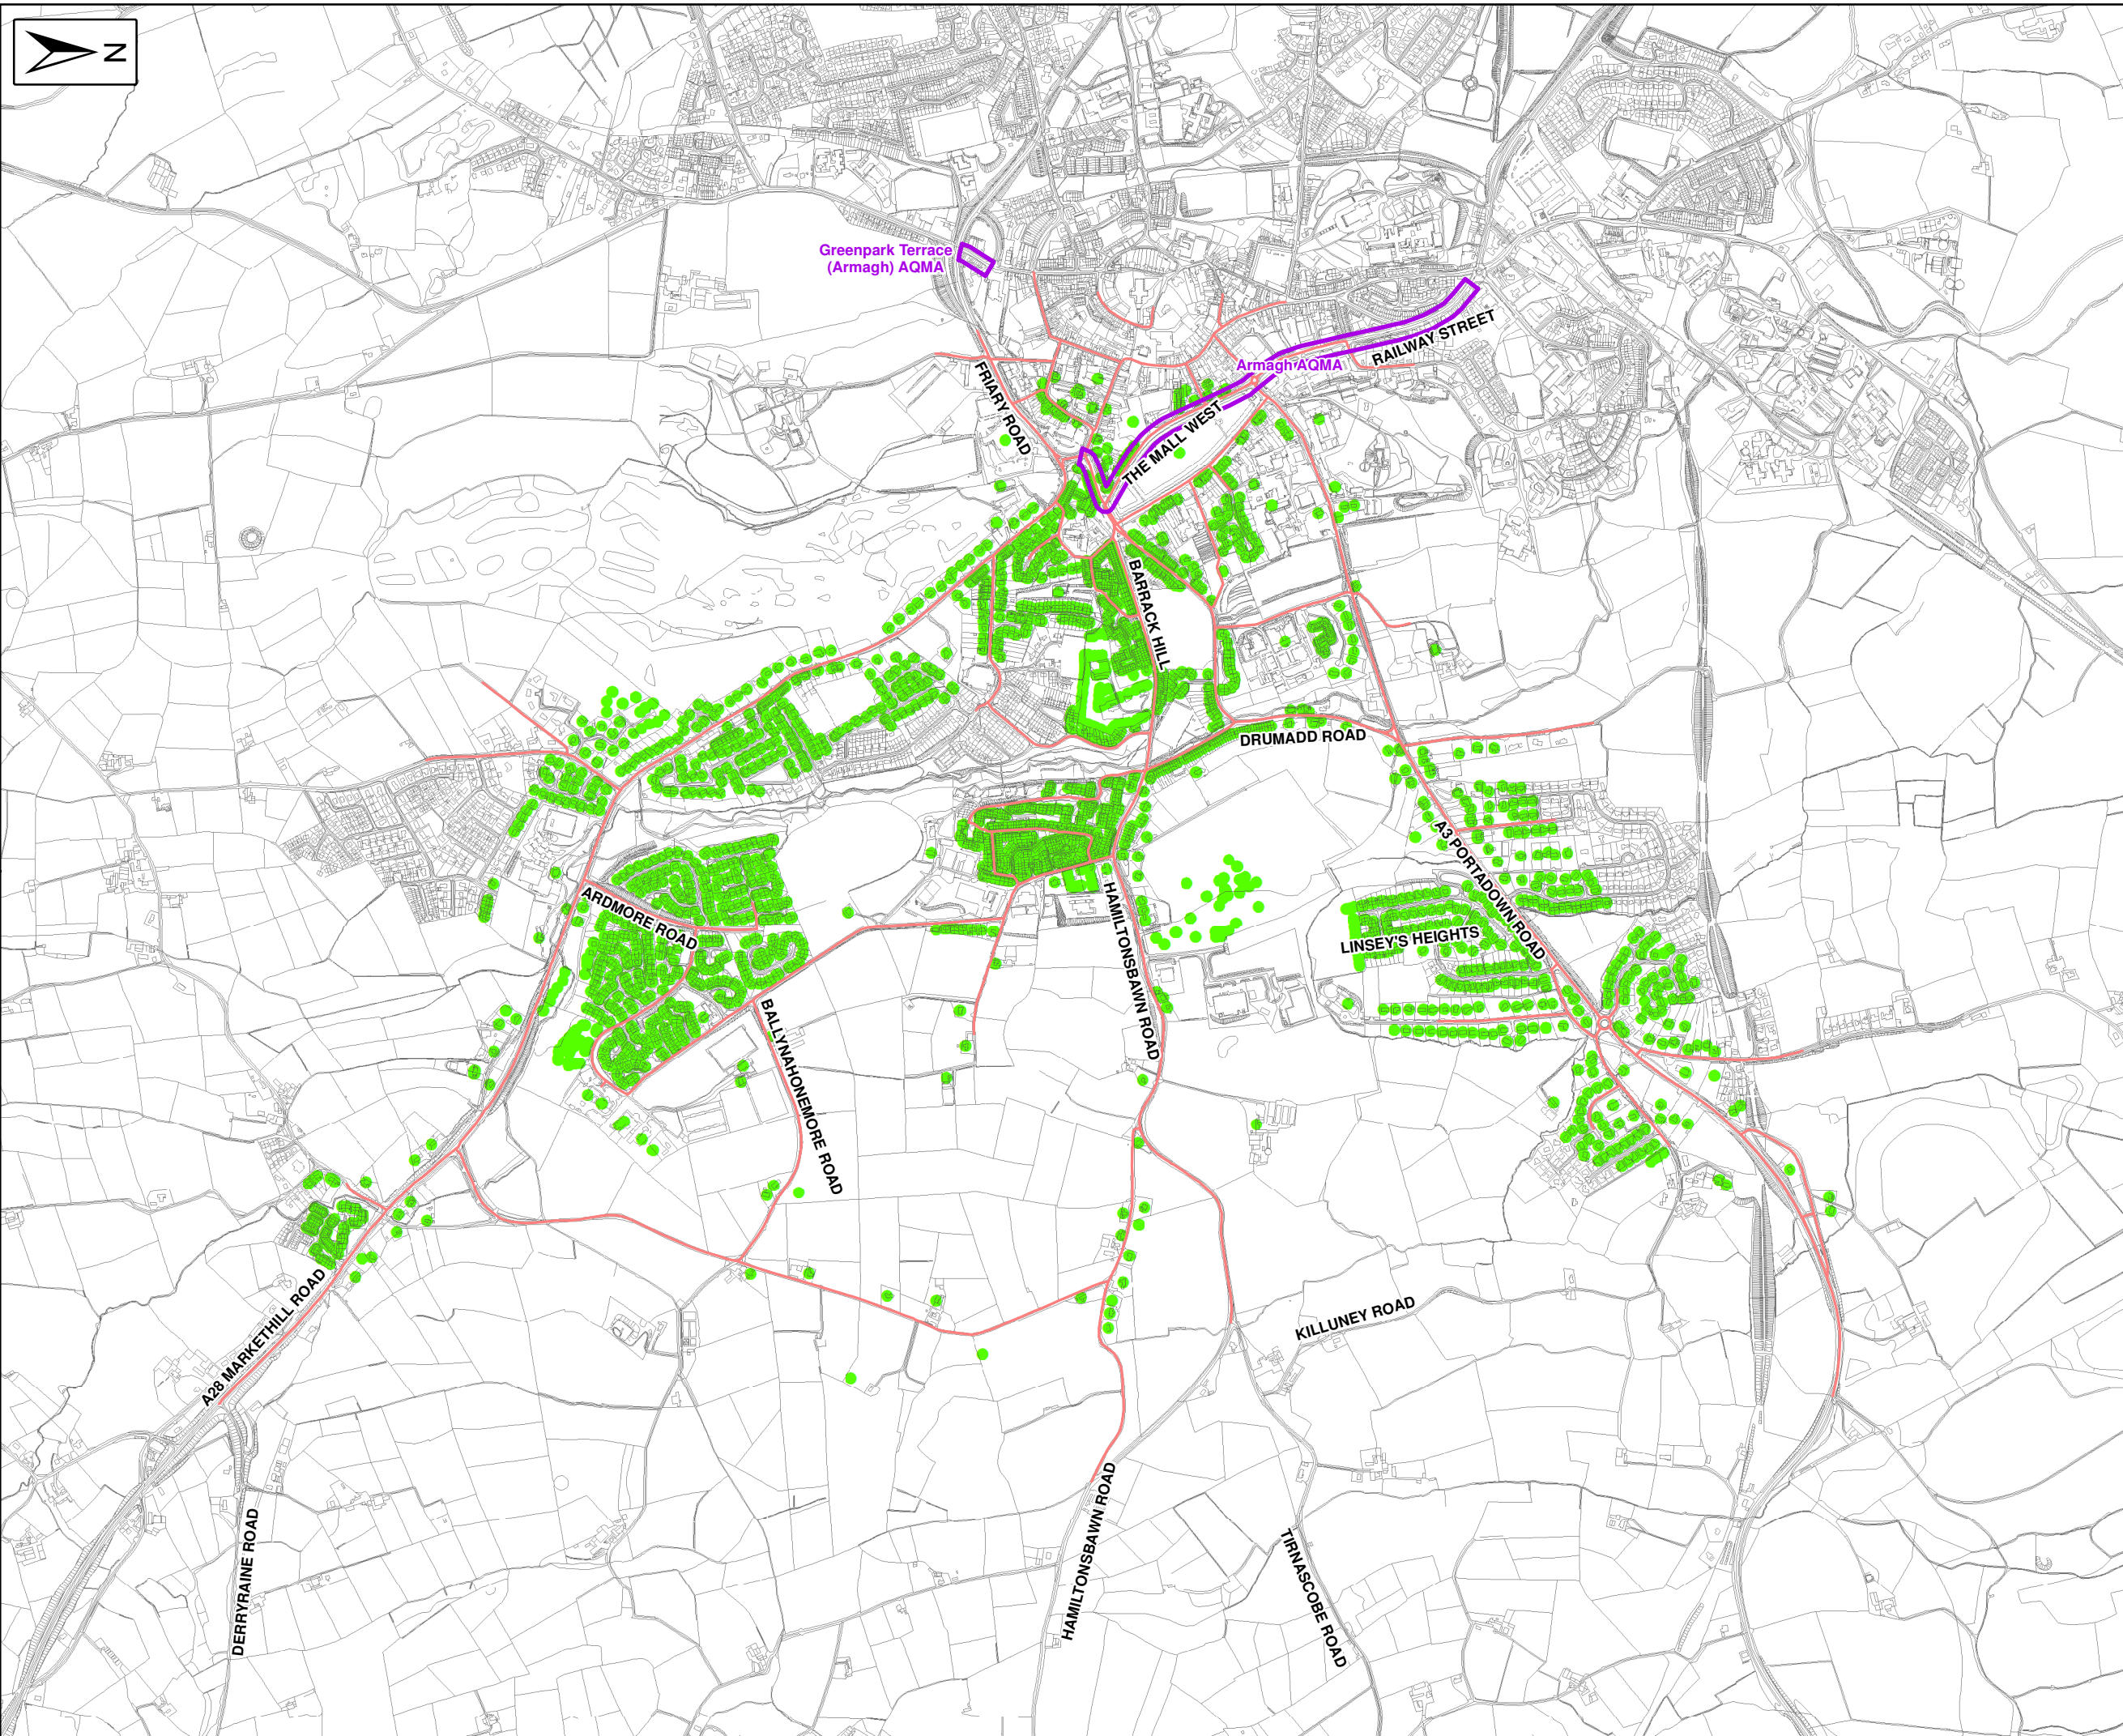 N
Greenpark Terrace
(Armagh) AQMA
RAILWAY STREET
Armagh AQMA
FRIARY ROAD
THE MALL WEST
BARRACK HILL
DRUMADD ROAD
A3 PORTADOWN ROAD
ARDMORE ROAD
LINSEY'S HEIGHTS
HAMILTONSBAWN ROAD
BALLYNAHONEMORE ROAD
A28 MARKETHILL ROAD
KILLUNEY ROAD
HAMILTONSBAWN ROAD
DERRYRAINE ROAD
TIRNASCOBE ROAD